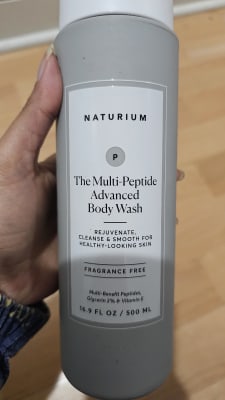 NATURIUM
P
The Multi-Peptide
Advanced
Body Wash
REJUVENATE,
CLEANSE & SMOOTH FOR
HEALTHY-LOOKING SKIN
FRAGRANCE FREE
Multi-Benefit Peptides,
Glycerin 2% & Vitamin E
16.9 FL OZ / 500 ML